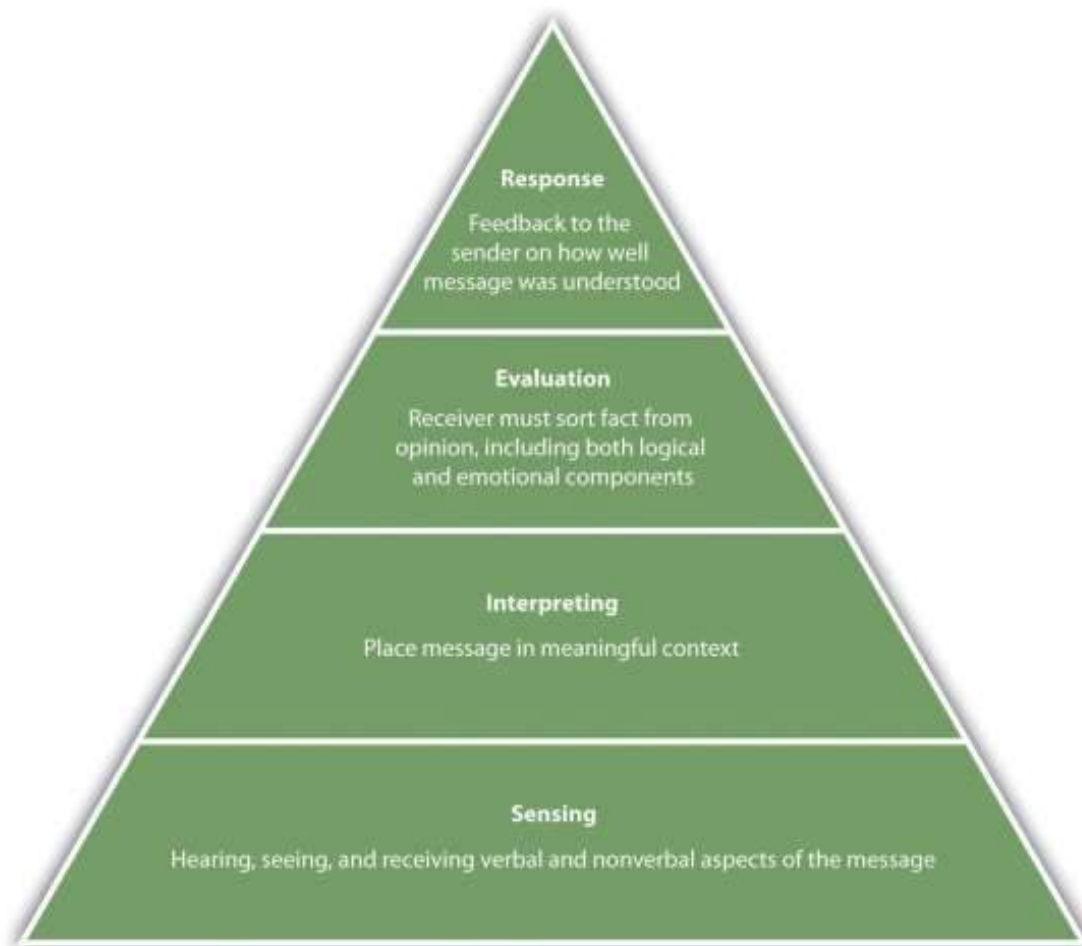 Response
Feedback to the
sender on how well
message was understood
Evaluation
Receiver must sort fact from
opinion, including both logical
and emotional components
Interpreting
Place message in meaningful context
Sensing
Hearing, seeing, and receiving verbal and nonverbal aspects of the message